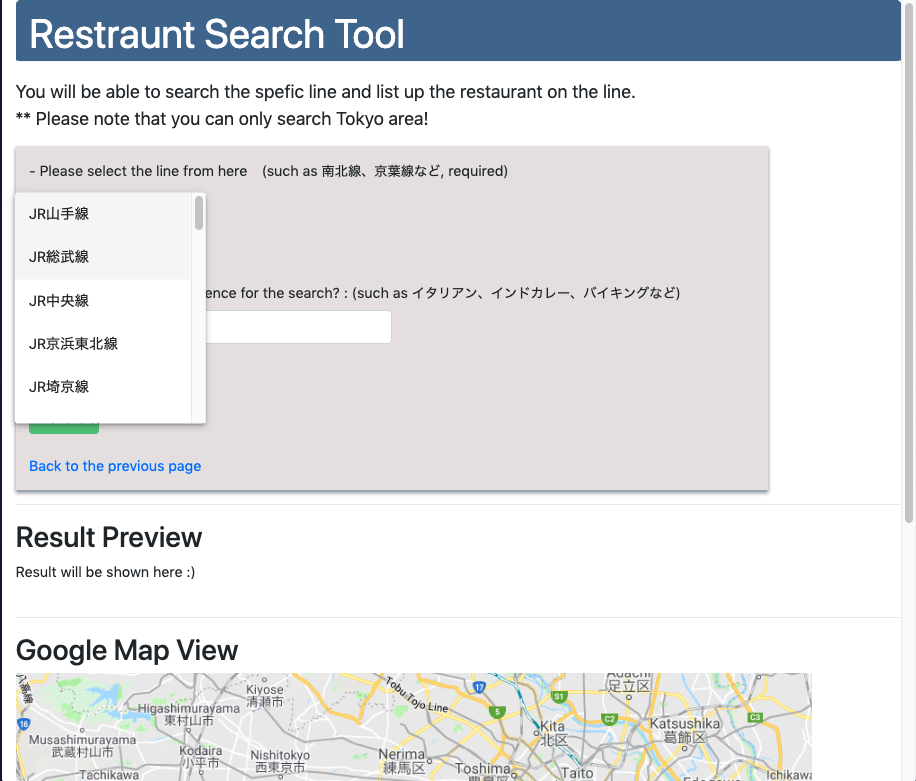 Restraunt Search Tool
You will be able to search the spefic line and list up the restaurant on the line.
** Please note that you can only search Tokyo area!
- Please select the line from here (such as 南北線、京葉線など, required)
JR山手線
JR総武線
JR中央線
JR京浜東北線
JR埼京線
ence for the search? : (such as イタリアン、インドカレー、バイキングなど)
Back to the previous page
Result Preview
Result will be shown here :)
Google Map View
Kiyose
清瀬市
Tobu Tojo Line
17
S1
足立区
Higashimurayama
東村山市
5
C2
C3
16
Kita
北区
Katsushika
葛飾区
Musashimurayama
武蔵村山市
Kodaira
小平市
Nishitokyo
西東京市
Nerima
練馬区
Tachikawa
Toshima
Taito
Ichikawa